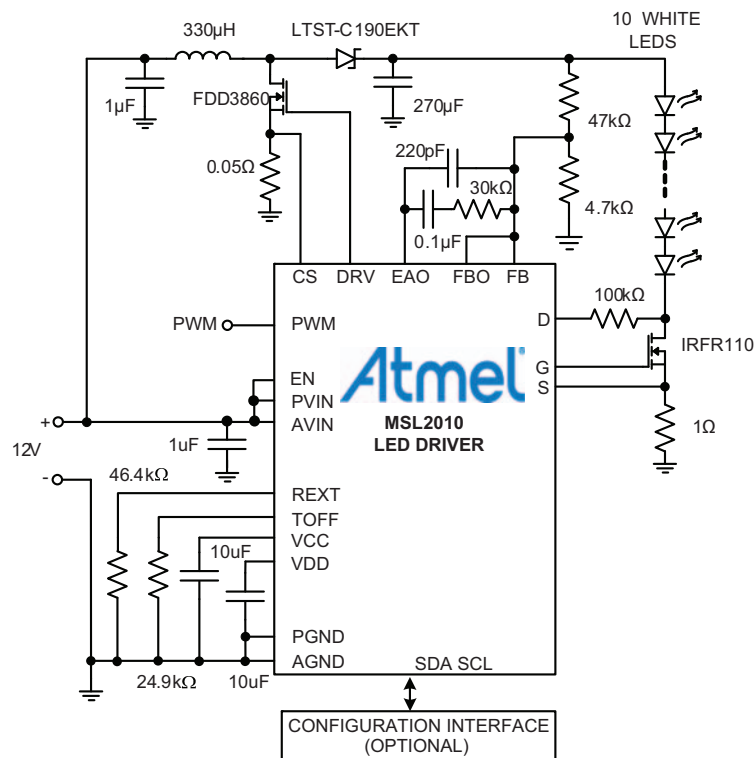 330µH
LTST-C190EKT
10 WHITE
LEDS
1µF
FDD3860
270µF
47kΩ
0.05Ω
220pF
30kΩ
4.7kΩ
0.1µF
CS DRV EAO FBO FB
D
100kΩ
PWM
PWM
IRFR110
Atmel
EN
G
PVIN
S
AVIN
MSL2010
LED DRIVER
+
12V
-
1uF
1Ω
46.4kΩ
REXT
TOFF
VCC
10uF
VDD
PGND
AGND
SDA SCL
24.9kΩ
10uF
CONFIGURATION INTERFACE
(OPTIONAL)